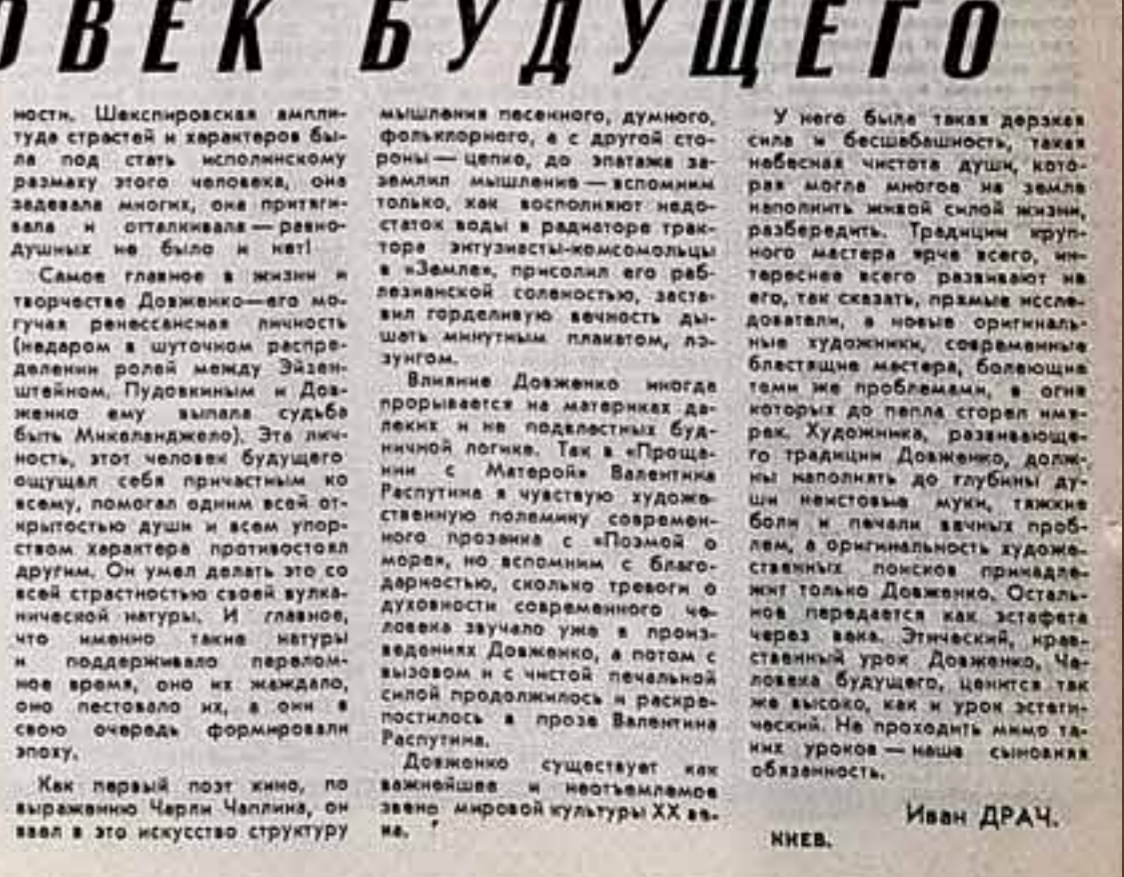 ОВЕК БУДУЩЕГО
ности. Шекспировская ампли-
туда страстей и характеров бы-
ла под стать исполинскому
размаху этого человека, она
задевала многих, она притяги-
вала и отталкивала — равно-
душных не было и нет!
Самое главное в жизни и
творчестве Довженко—его мо-
гучая ренессансная личность
(недаром в шуточном распре-
делении ролей между Эйзен-
штейном, Пудовкиным и Дов-
женко ему выпала судьба
быть Микеланджело). Эта лич-
ность, этот человек будущего
ощущал себя причастным ко
всему, помогал одним всей от-
крытостью души и всем упор-
ством характера противостоял
другим. Он умел делать это со
всей страстностью своей вулка-
нической натуры. И главное,
что именно такие натуры
и поддерживало перелом-
ное время, оно их жаждало,
оно пестовало их, а они в
свою очередь формировали
эпоху.
Как первый поэт кино, по
выражению Чарли Чаплина, он
ввел в это искусство структуру
мышления песенного, думного,
фольклорного, а с другой сто-
роны — цепко, до эпатажа за-
землил мышление — вспомним
только, как восполняют недо-
статок воды в радиаторе трак-
тора энтузиасты-комсомольцы
в «Земле», присолил его раб-
лезианской соленостью, заста-
вил горделивую вечность ды-
шать минутным плакатом, ло-
зунгом.
Влияние Довженко иногда
прорывается на материках да-
леких и не подвластных буд-
ничной логике. Так в «Проща-
нии с Матерой» Валентина
Распутина я чувствую художе-
ственную полемику современ-
ного прозаика с «Поэмой о
море», но вспомним с благо-
дарностью, сколько тревоги о
духовности современного че-
ловека звучало уже в произ-
ведениях Довженко, а потом с
вызовом и с чистой печальной
силой продолжилось и раскре-
постилось в прозе Валентина
Распутина.
Довженко существует как
важнейшее и неотъемлемое
звено мировой культуры XX ве-
ка.
У него была такая дерзкая
сила и бесшабашность, такая
небесная чистота души, кото-
рая могла многое на земле
наполнить живой силой жизни,
разбередить. Традиции круп-
ного мастера ярче всего, ин-
тереснее всего развивают не
его, так сказать, прямые иссле-
дователи, а новые оригиналь-
ные художники, современные
блестящие мастера, болеющие
теми же проблемами, в огне
которых до пепла сгорел имя-
рек. Художника, развивающе-
го традиции Довженко, долж-
ны наполнять до глубины ду-
ши неистовые муки, тяжкие
боли и печали вечных проб-
лем, а оригинальность художе-
ственных поисков принадле-
жит только Довженко. Осталь-
ное передается как эстафета
через века. Этический, нрав-
ственный урок Довженко, Че-
ловека будущего, ценится так
же высоко, как и урок эстети-
ческий. Не проходить мимо та-
ких уроков — наша сыновняя
обязанность.
Иван ДРАЧ.
КИЕВ.